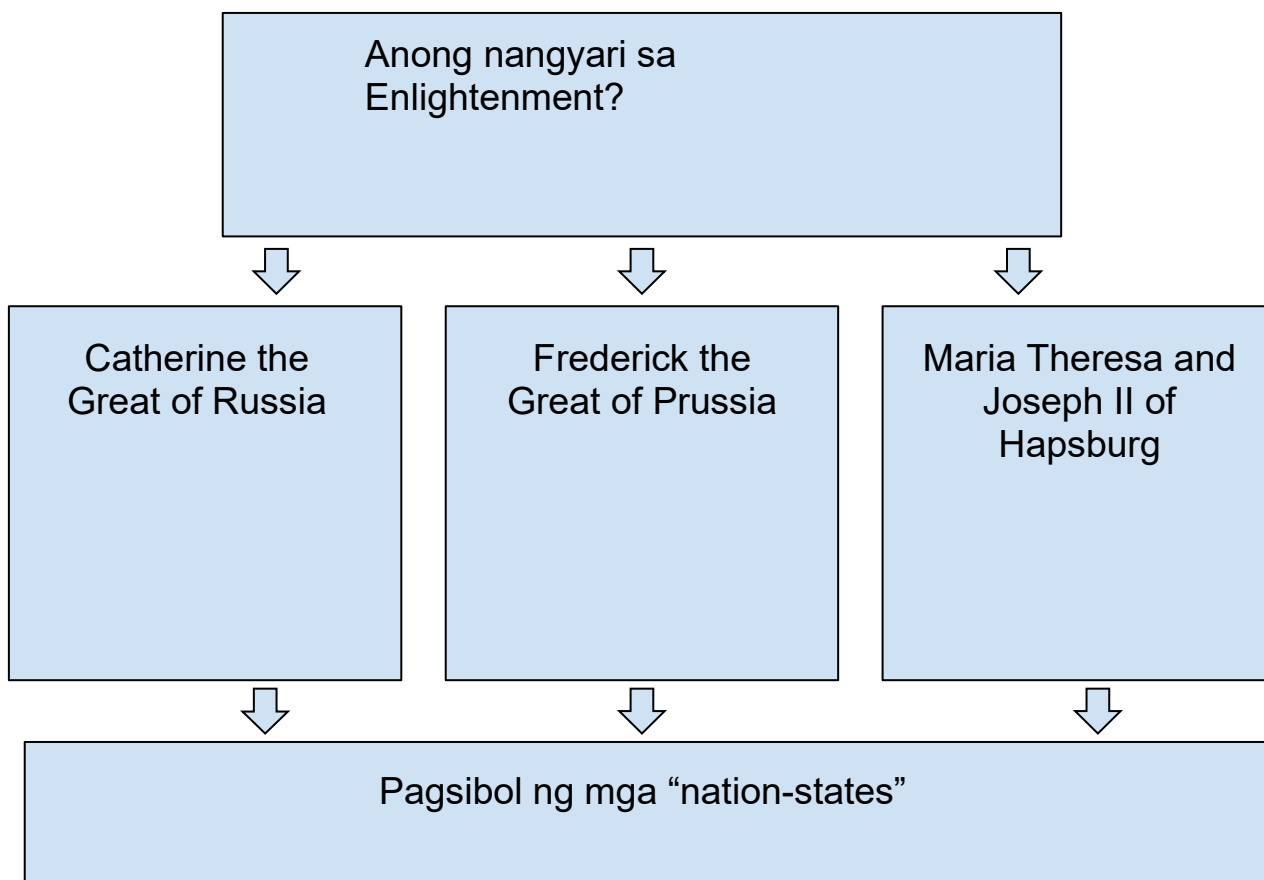 Anong nangyari sa
Enlightenment?
Catherine the
Great of Russia
Frederick the
Great of Prussia
Maria Theresa and
Joseph II of
Hapsburg
Pagsibol ng mga “nation-states”